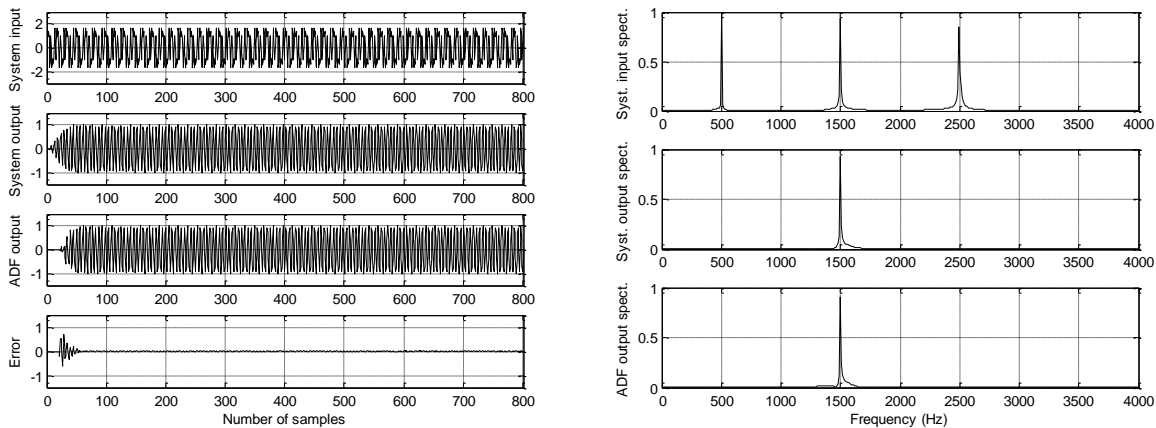 System input
2
0
-2
0 100 200 300 400 500 600 700 800
System output
1
0
-1
0 100 200 300 400 500 600 700 800
ADF output
1
0
-1
0 100 200 300 400 500 600 700 800
Error
1
0
-1
0 100 200 300 400 500 600 700 800
Number of samples
Syst. input spect.
1
0.5
0
0 500 1000 1500 2000 2500 3000 3500 4000
Syst. output spect.
1
0.5
0
0 500 1000 1500 2000 2500 3000 3500 4000
ADF output spect.
1
0.5
0
0 500 1000 1500 2000 2500 3000 3500 4000
Frequency (Hz)